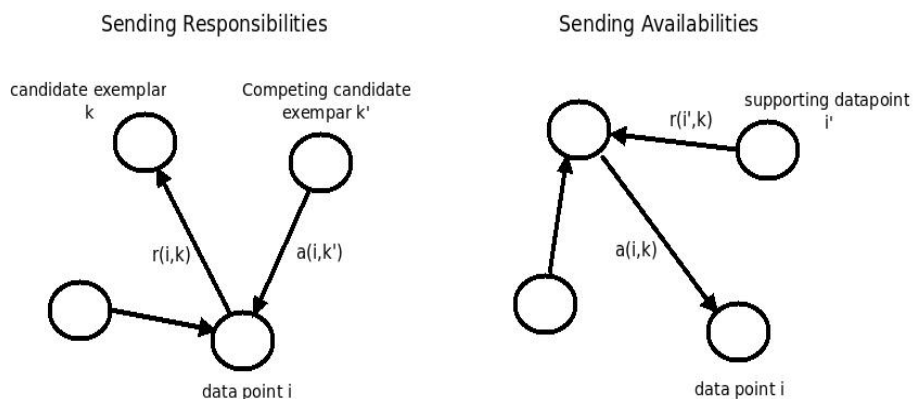 Sending Responsibilities
candidate exemplar
k
Competing candidate
exempar k'
r(i,k)
a(i,k')
data point i
Sending Availabilities
supporting datapoint
i'
r(i',k)
a(i,k)
data point i